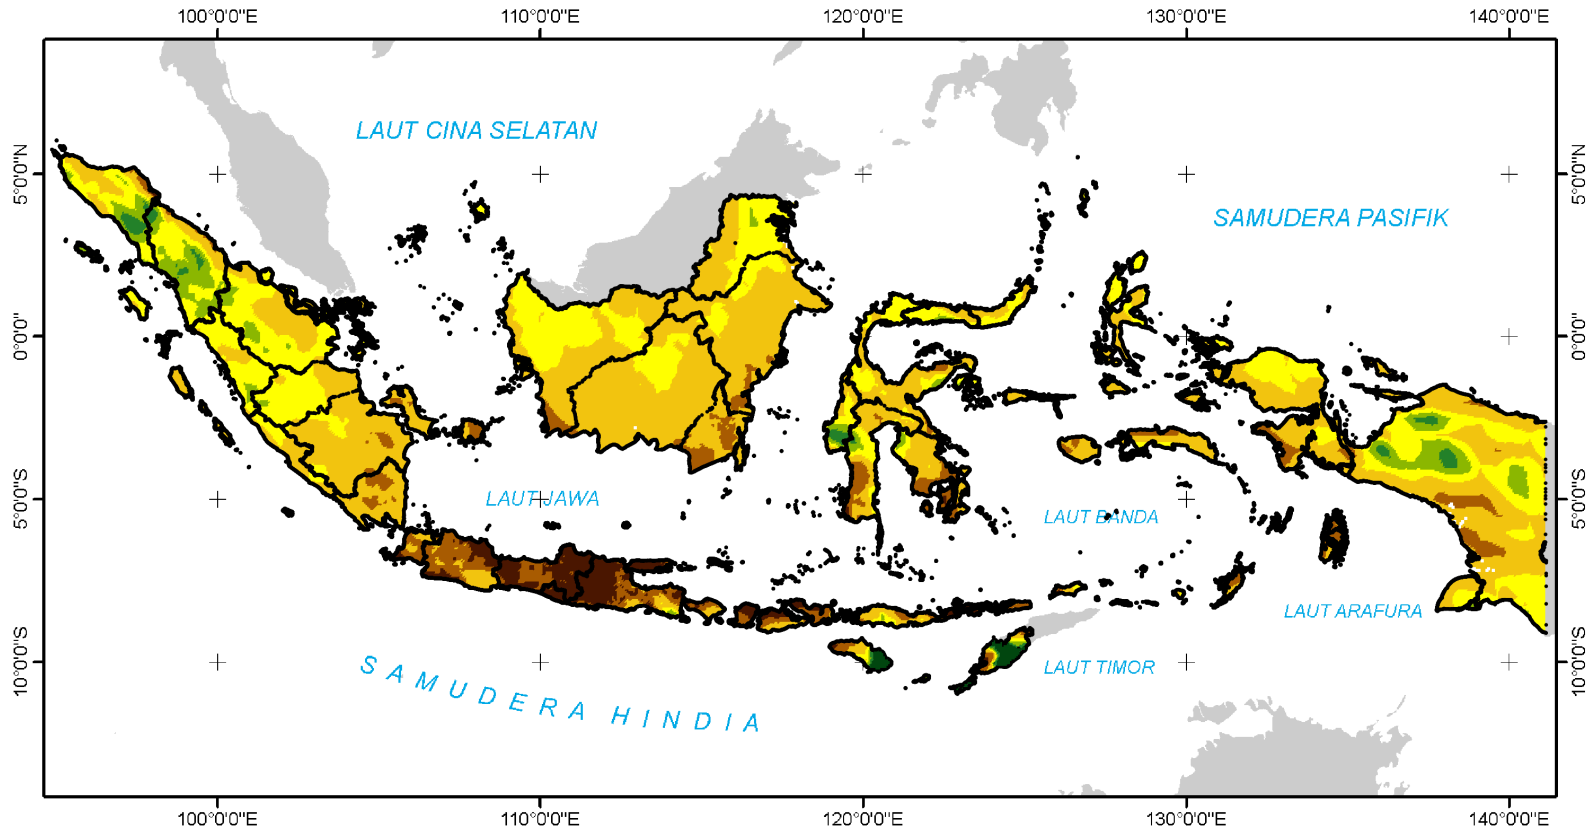 100°0'0"E 110°0'0"E 120°0'0"E 130°0'0"E 140°0'0"E
LAUT CINA SELATAN
5°0'0"N 5°0'0"N
SAMUDERA PASIFIK
0°0'0" 0°0'0"
5°0'0"S 5°0'0"S
LAUT JAWA
LAUT BANDA
LAUT ARAFURA
10°0'0"S 10°0'0"S
LAUT TIMOR
SAMUDERA HINDIA
100°0'0"E 110°0'0"E 120°0'0"E 130°0'0"E 140°0'0"E